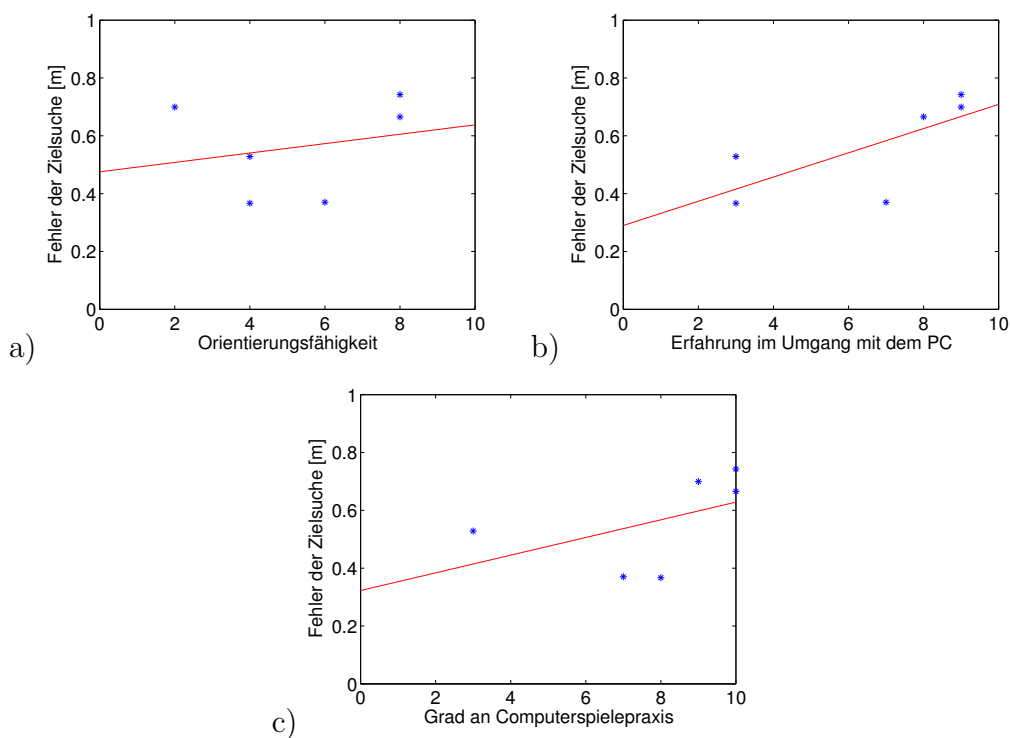 1
0.8
0.6
0.4
0.2
0
0 2 4 6 8 10
Fehler der Zielsuche [m]
Orientierungsfähigkeit
a)
1
0.8
0.6
0.4
0.2
0
0 2 4 6 8 10
Fehler der Zielsuche [m]
Erfahrung im Umgang mit dem PC
b)
1
0.8
0.6
0.4
0.2
0
0 2 4 6 8 10
Fehler der Zielsuche [m]
Grad an Computerspielepraxis
c)